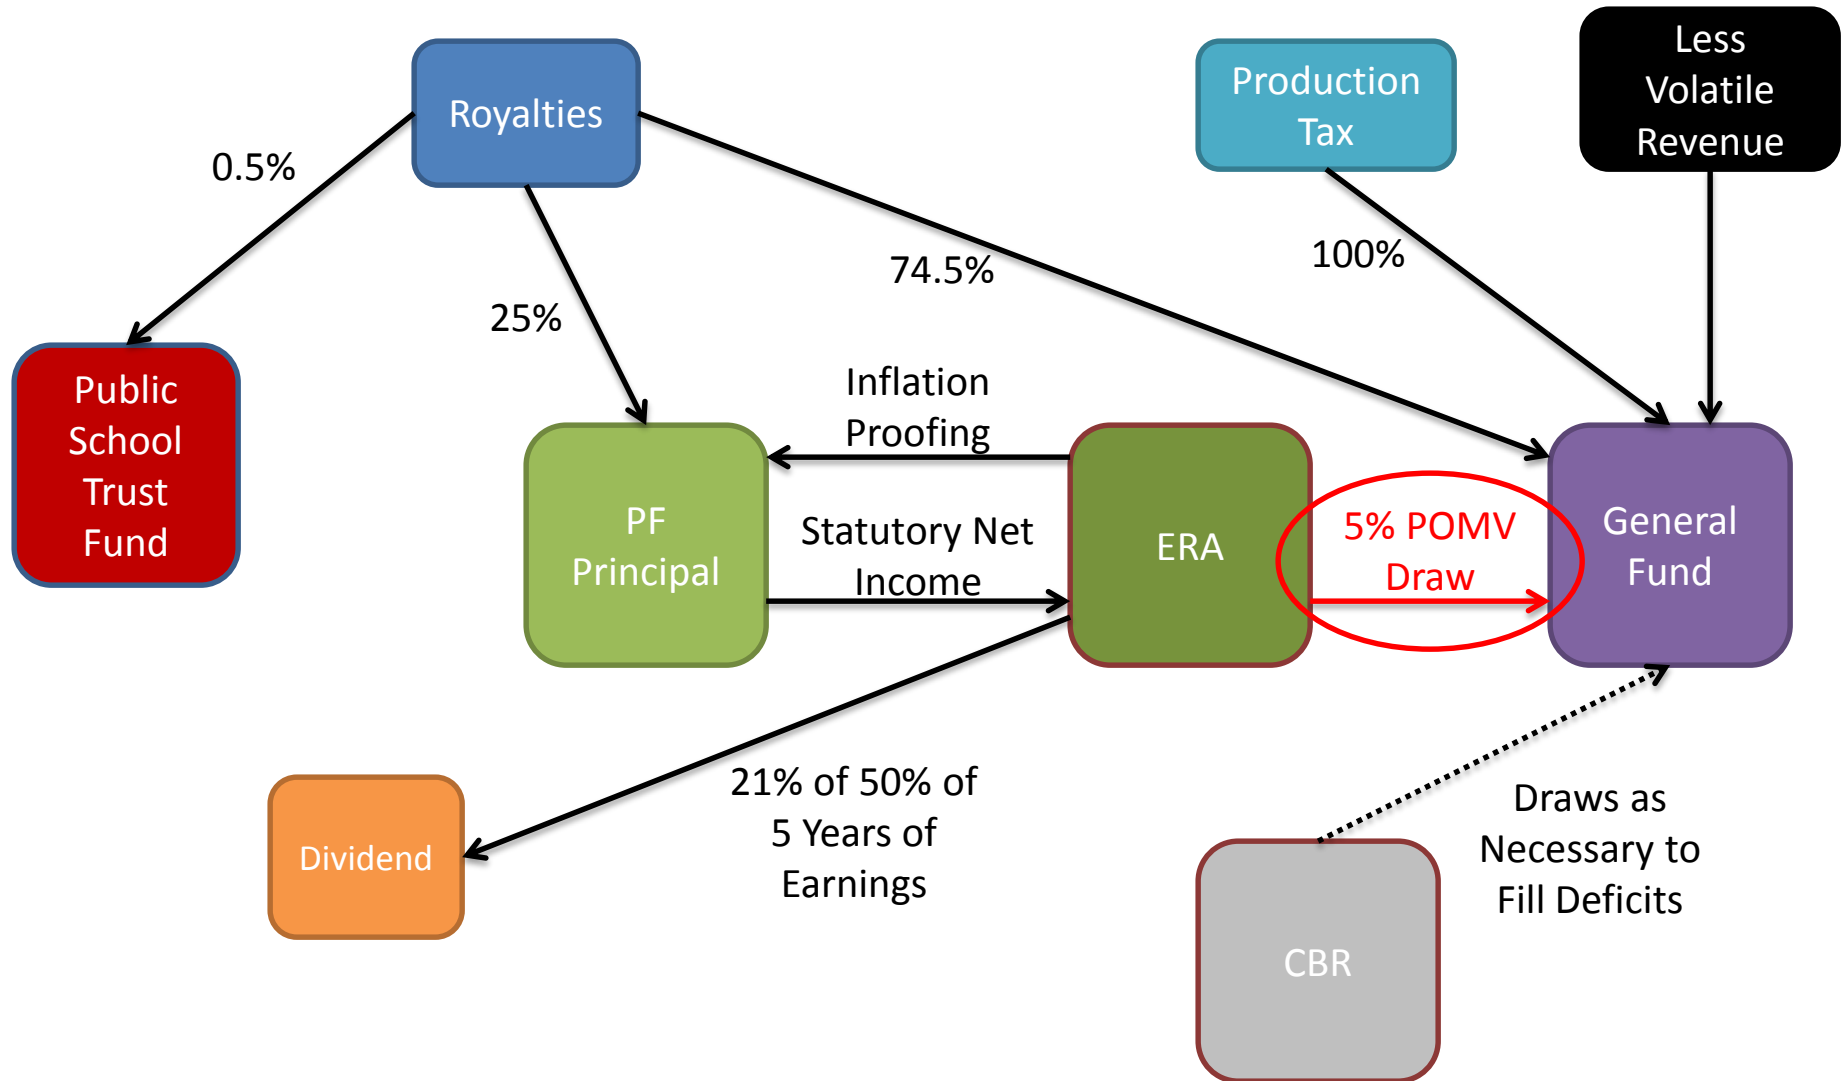 Royalties
Production
Tax
Less
Volatile
Revenue
0.5%
25%
74.5%
100%
Public
School
Trust
Fund
Inflation
Proofing
PF
Principal
Statutory Net
Income
ERA
5% POMV
Draw
General
Fund
Dividend
21% of 50% of
5 Years of
Earnings
Draws as
Necessary to
Fill Deficits
CBR